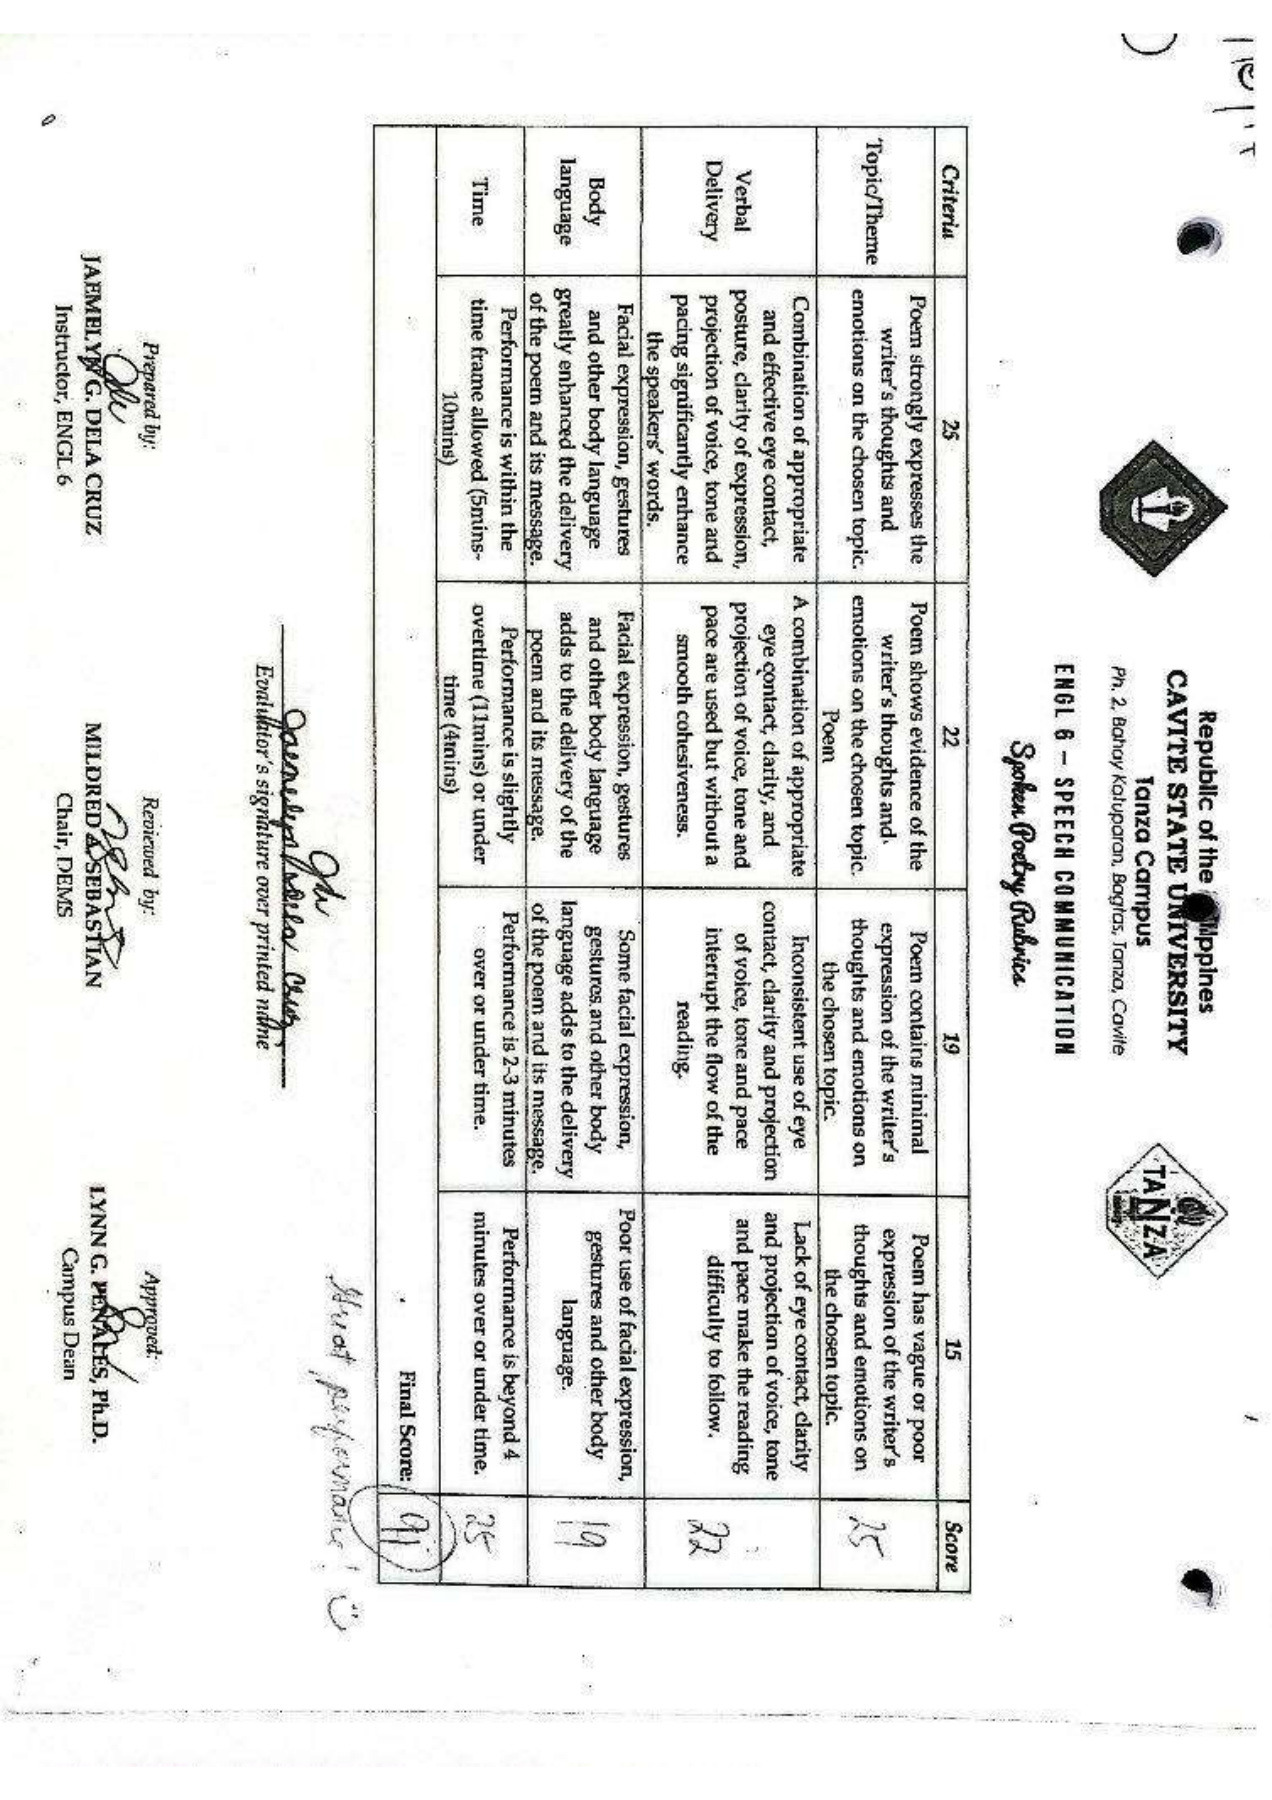 Republic of the
CAVITE STATE UNIVERSITY
Tanza Campus
Ph. 2, Bahay Katuparan, Bagtas, Tanza, Cavite
TANZA
ENGL 6 – SPEECH COMMUNICATION
Spoken Poetry Rubrics
Criteria 25 22 19 15 Score
Topic/Theme
Poem strongly expresses the
writer's thoughts and
emotions on the chosen topic.
Poem shows evidence of the
writer's thoughts and
emotions on the chosen topic.
Poem
Poem contains minimal
expression of the writer's
thoughts and emotions on
the chosen topic.
Poem has vague or poor
expression of the writer's
thoughts and emotions on
the chosen topic.
25
Verbal
Delivery
Combination of appropriate
and effective eye contact,
posture, clarity of expression,
projection of voice, tone and
pacing significantly enhance
the speakers' words.
A combination of appropriate
eye contact, clarity, and
projection of voice, tone and
pace are used but without a
smooth cohesiveness.
Inconsistent use of eye
contact, clarity and projection
of voice, tone and pace
interrupt the flow of the
reading.
Lack of eye contact, clarity
and projection of voice, tone
and pace make the reading
difficulty to follow.
22
Body
language
Facial expression, gestures
and other body language
greatly enhanced the delivery
of the poem and its message.
Facial expression, gestures
and other body language
adds to the delivery of the
poem and its message.
Some facial expression,
gestures and other body
language adds to the delivery
of the poem and its message.
Poor use of facial expression,
gestures and other body
language.
19
Time
Performance is within the
time frame allowed (5mins-
10mins)
Performance is slightly
overtime (11mins) or under
time (4mins)
Performance is 2-3 minutes
over or under time.
Performance is beyond 4
minutes over or under time.
25
Final Score: 91
Great performance!
Jaemelyn Dela Cruz
Evaluator's signature over printed name
Prepared by:
JAEMELYN G. DELA CRUZ
Instructor, ENGL 6
Reviewed by:
MILDRED A. SEBASTIAN
Chair, DEMS
Approved:
LYNN G. PENALES, Ph.D.
Campus Dean